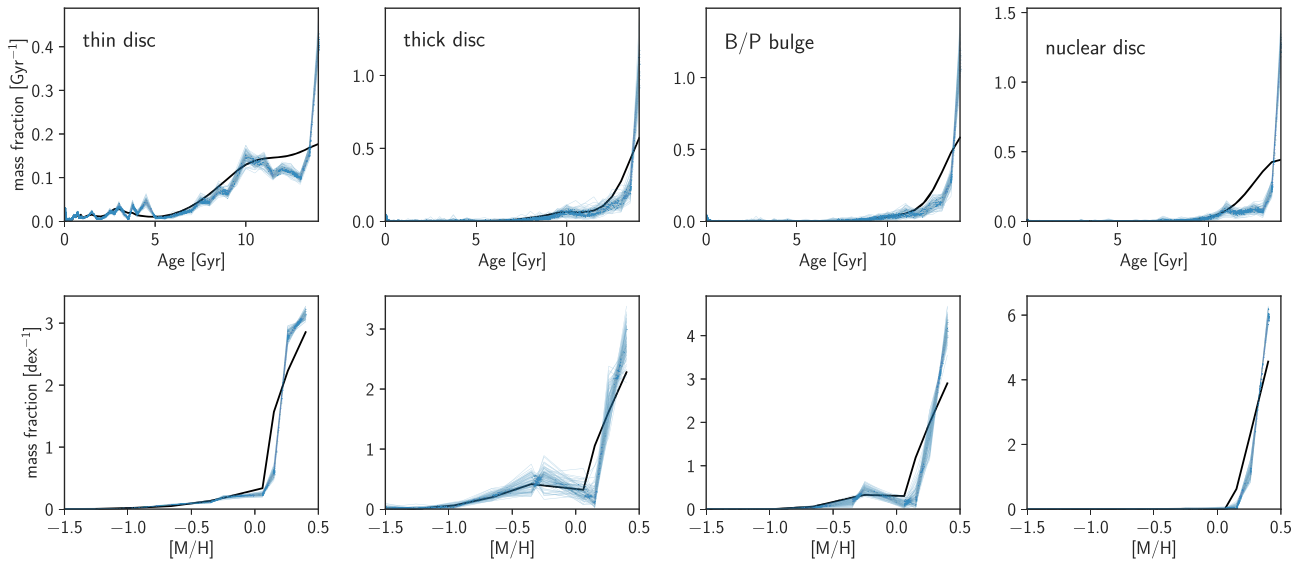 thin disc
thick disc
B/P bulge
nuclear disc
mass fraction [Gyr⁻¹]
0.0
0.1
0.2
0.3
0.4
0.0
0.5
1.0
0.0
0.5
1.0
0.0
0.5
1.0
1.5
0 5 10
0 5 10
0 5 10
0 5 10
Age [Gyr]
Age [Gyr]
Age [Gyr]
Age [Gyr]
mass fraction [dex⁻¹]
0
1
2
3
0
1
2
3
0
1
2
3
4
0
2
4
6
−1.5 −1.0 −0.5 0.0 0.5
−1.5 −1.0 −0.5 0.0 0.5
−1.5 −1.0 −0.5 0.0 0.5
−1.5 −1.0 −0.5 0.0 0.5
[M/H]
[M/H]
[M/H]
[M/H]